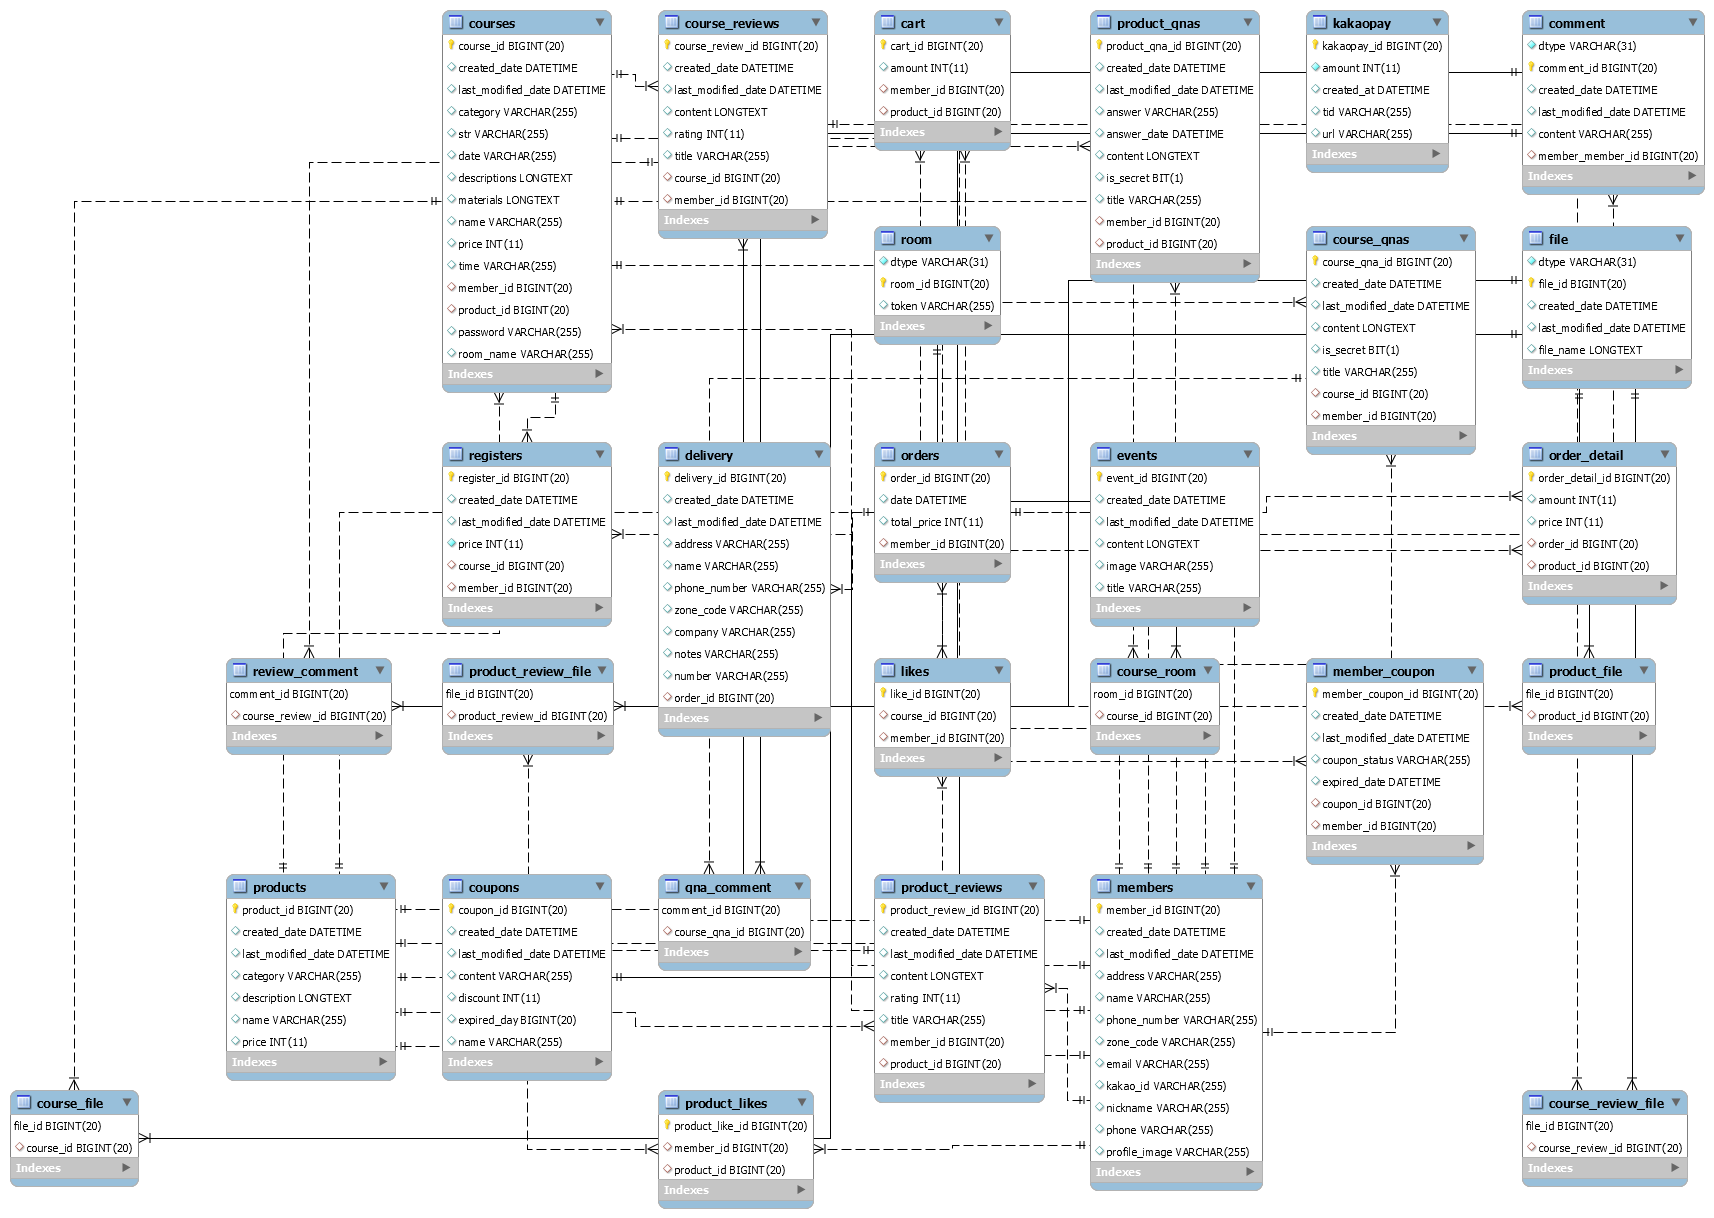 courses
course_id BIGINT(20)
created_date DATETIME
last_modified_date DATETIME
category VARCHAR(255)
str VARCHAR(255)
date VARCHAR(255)
descriptions LONGTEXT
materials LONGTEXT
name VARCHAR(255)
price INT(11)
time VARCHAR(255)
member_id BIGINT(20)
product_id BIGINT(20)
password VARCHAR(255)
room_name VARCHAR(255)
Indexes
course_reviews
course_review_id BIGINT(20)
created_date DATETIME
last_modified_date DATETIME
content LONGTEXT
rating INT(11)
title VARCHAR(255)
course_id BIGINT(20)
member_id BIGINT(20)
Indexes
cart
cart_id BIGINT(20)
amount INT(11)
member_id BIGINT(20)
product_id BIGINT(20)
Indexes
product_qnas
product_qna_id BIGINT(20)
created_date DATETIME
last_modified_date DATETIME
answer VARCHAR(255)
answer_date DATETIME
content LONGTEXT
is_secret BIT(1)
title VARCHAR(255)
member_id BIGINT(20)
product_id BIGINT(20)
Indexes
kakaopay
kakaopay_id BIGINT(20)
amount INT(11)
created_at DATETIME
tid VARCHAR(255)
url VARCHAR(255)
Indexes
comment
dtype VARCHAR(31)
comment_id BIGINT(20)
created_date DATETIME
last_modified_date DATETIME
content VARCHAR(255)
member_member_id BIGINT(20)
Indexes
room
dtype VARCHAR(31)
room_id BIGINT(20)
token VARCHAR(255)
Indexes
course_qnas
course_qna_id BIGINT(20)
created_date DATETIME
last_modified_date DATETIME
content LONGTEXT
is_secret BIT(1)
title VARCHAR(255)
course_id BIGINT(20)
member_id BIGINT(20)
Indexes
file
dtype VARCHAR(31)
file_id BIGINT(20)
created_date DATETIME
last_modified_date DATETIME
file_name LONGTEXT
Indexes
registers
register_id BIGINT(20)
created_date DATETIME
last_modified_date DATETIME
price INT(11)
course_id BIGINT(20)
member_id BIGINT(20)
Indexes
delivery
delivery_id BIGINT(20)
created_date DATETIME
last_modified_date DATETIME
address VARCHAR(255)
name VARCHAR(255)
phone_number VARCHAR(255)
zone_code VARCHAR(255)
company VARCHAR(255)
notes VARCHAR(255)
number VARCHAR(255)
order_id BIGINT(20)
Indexes
orders
order_id BIGINT(20)
date DATETIME
total_price INT(11)
member_id BIGINT(20)
Indexes
events
event_id BIGINT(20)
created_date DATETIME
last_modified_date DATETIME
content LONGTEXT
image VARCHAR(255)
title VARCHAR(255)
Indexes
order_detail
order_detail_id BIGINT(20)
amount INT(11)
price INT(11)
order_id BIGINT(20)
product_id BIGINT(20)
Indexes
review_comment
comment_id BIGINT(20)
course_review_id BIGINT(20)
Indexes
product_review_file
file_id BIGINT(20)
product_review_id BIGINT(20)
Indexes
likes
like_id BIGINT(20)
course_id BIGINT(20)
member_id BIGINT(20)
Indexes
course_room
room_id BIGINT(20)
course_id BIGINT(20)
Indexes
member_coupon
member_coupon_id BIGINT(20)
created_date DATETIME
last_modified_date DATETIME
coupon_status VARCHAR(255)
expired_date DATETIME
coupon_id BIGINT(20)
member_id BIGINT(20)
Indexes
product_file
file_id BIGINT(20)
product_id BIGINT(20)
Indexes
products
product_id BIGINT(20)
created_date DATETIME
last_modified_date DATETIME
category VARCHAR(255)
description LONGTEXT
name VARCHAR(255)
price INT(11)
Indexes
coupons
coupon_id BIGINT(20)
created_date DATETIME
last_modified_date DATETIME
content VARCHAR(255)
discount INT(11)
expired_day BIGINT(20)
name VARCHAR(255)
Indexes
qna_comment
comment_id BIGINT(20)
course_qna_id BIGINT(20)
Indexes
product_reviews
product_review_id BIGINT(20)
created_date DATETIME
last_modified_date DATETIME
content LONGTEXT
rating INT(11)
title VARCHAR(255)
member_id BIGINT(20)
product_id BIGINT(20)
Indexes
members
member_id BIGINT(20)
created_date DATETIME
last_modified_date DATETIME
address VARCHAR(255)
name VARCHAR(255)
phone_number VARCHAR(255)
zone_code VARCHAR(255)
email VARCHAR(255)
kakao_id VARCHAR(255)
nickname VARCHAR(255)
phone VARCHAR(255)
profile_image VARCHAR(255)
Indexes
course_file
file_id BIGINT(20)
course_id BIGINT(20)
Indexes
product_likes
product_like_id BIGINT(20)
member_id BIGINT(20)
product_id BIGINT(20)
Indexes
course_review_file
file_id BIGINT(20)
course_review_id BIGINT(20)
Indexes